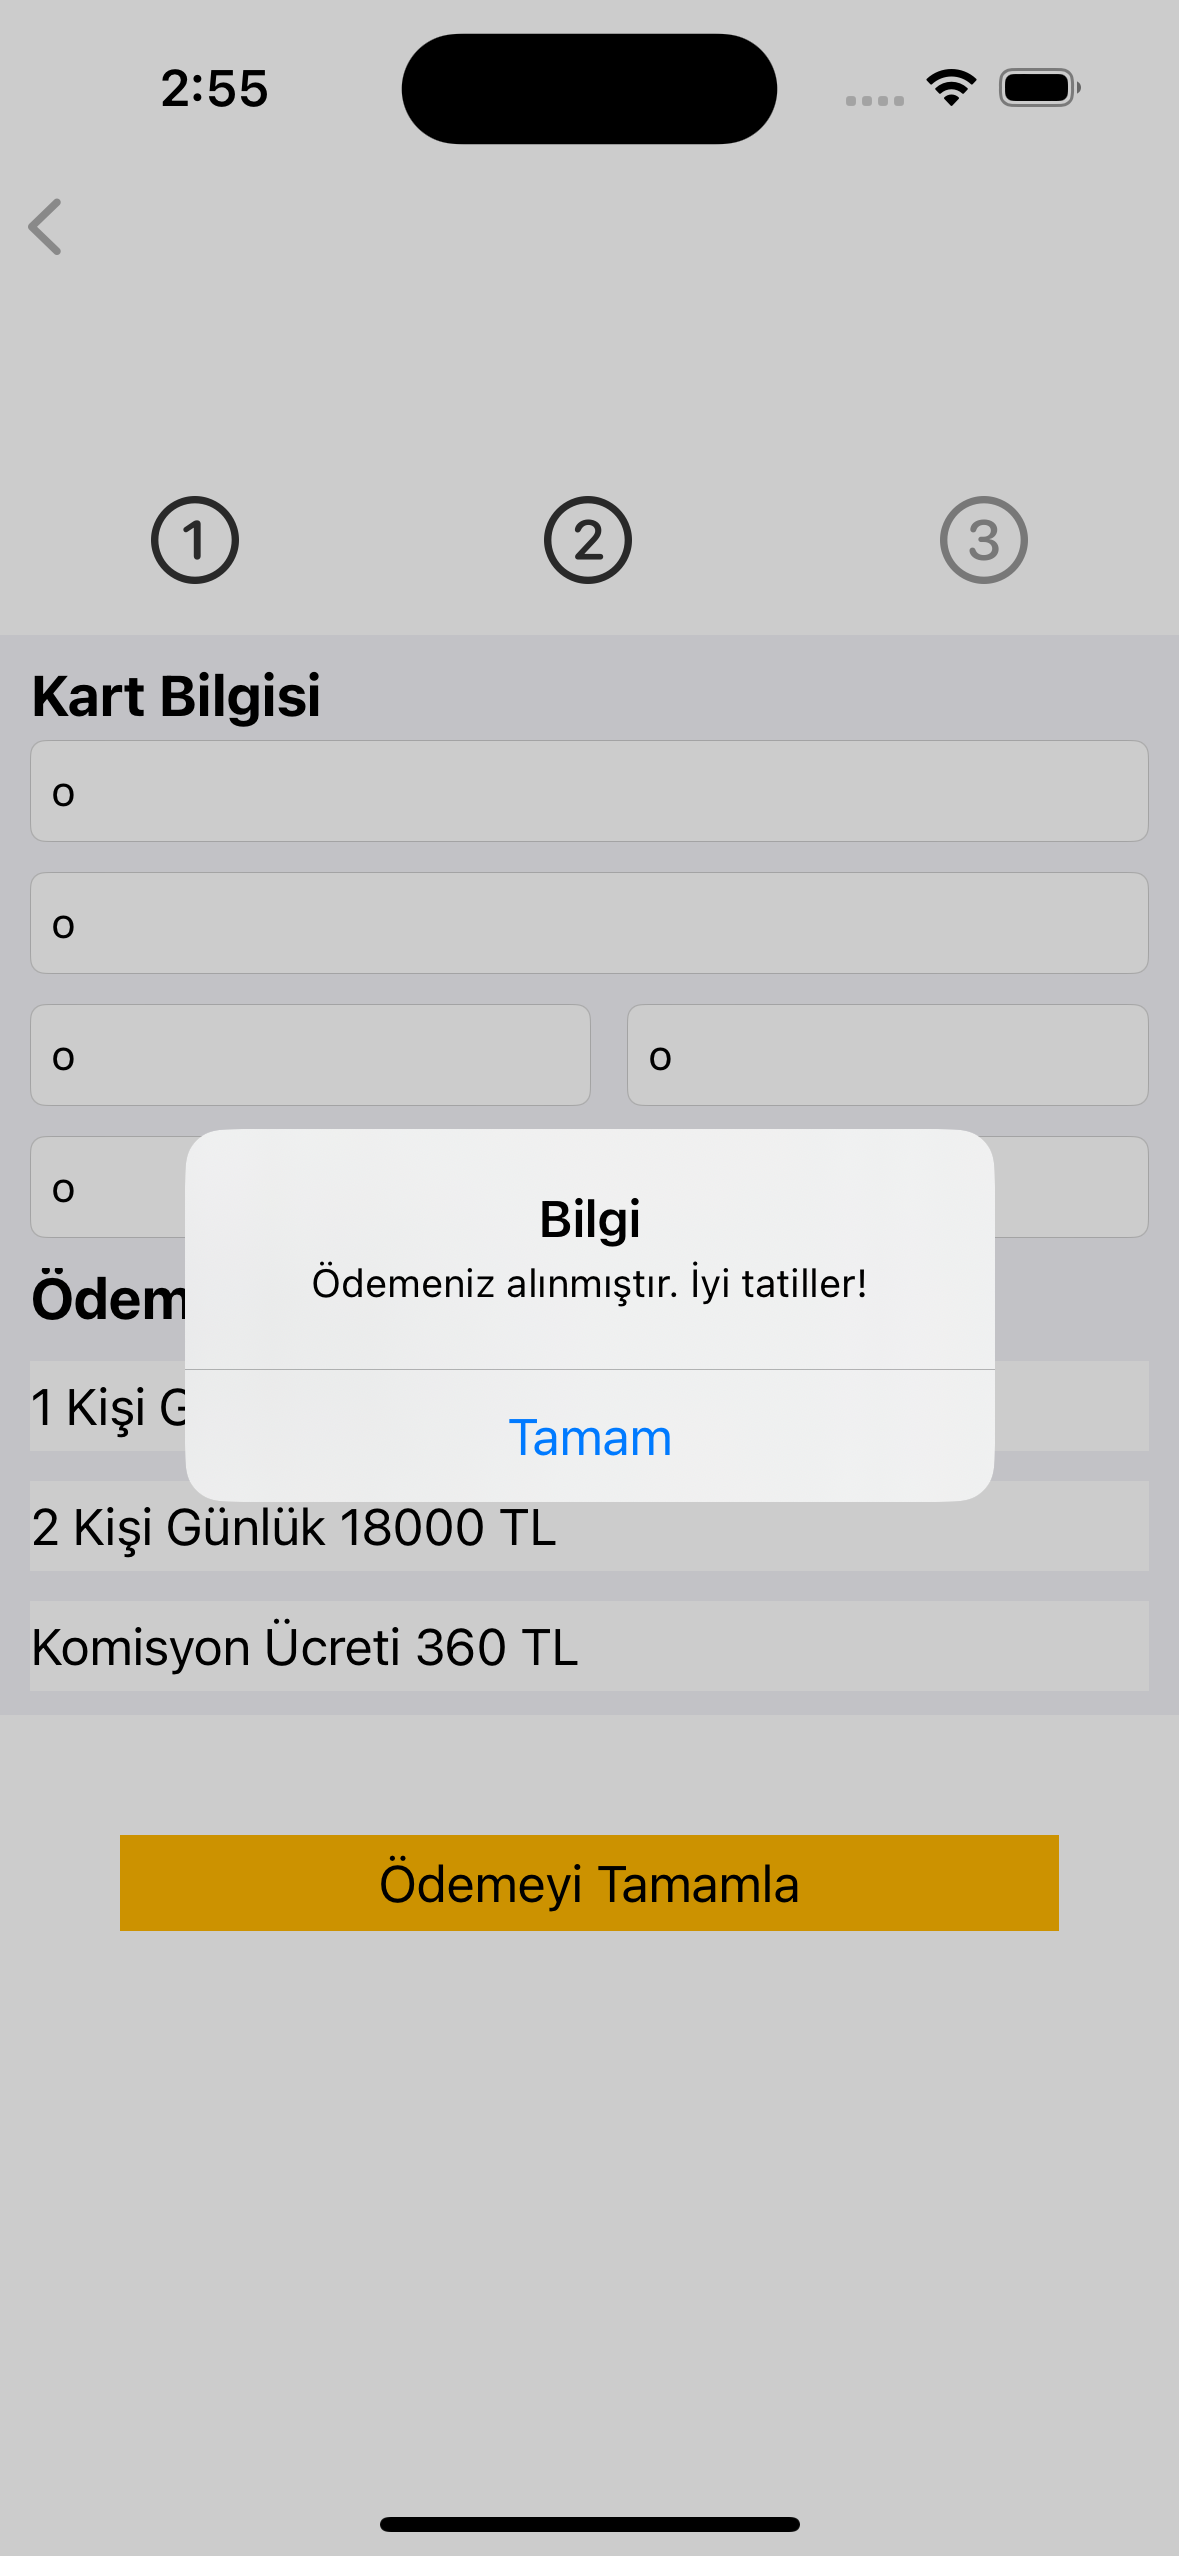 2:55
1 2 3
Kart Bilgisi
o
o
o o
o
Bilgi
Ödemeniz alınmıştır. İyi tatiller!
Tamam
1 Kişi
2 Kişi Günlük 18000 TL
Komisyon Ücreti 360 TL
Ödemeyi Tamamla